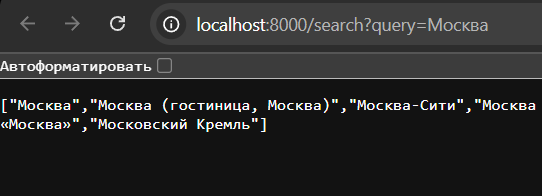 localhost:8000/search?query=Москва
Автоформатировать
["Москва","Москва (гостиница, Москва)","Москва-Сити","Москва
«Москва»","Московский Кремль"]